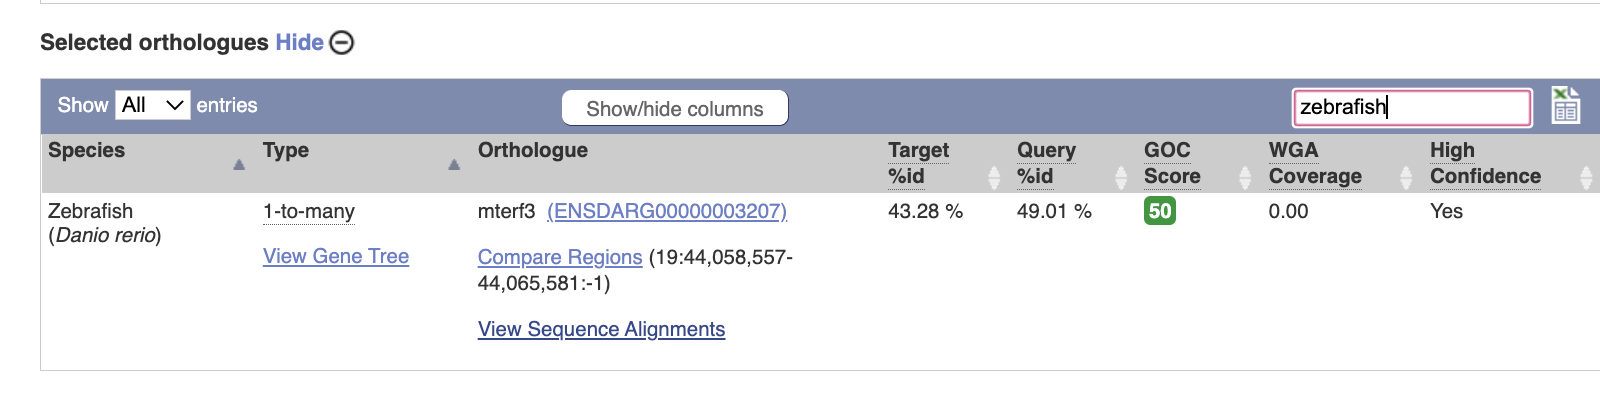 Selected orthologues Hide
Show All entries Show/hide columns zebrafish
Species Type Orthologue Target %id Query %id GOC Score WGA Coverage High Confidence
Zebrafish 1-to-many mterf3 (ENSDARG00000003207) 43.28 % 49.01 % 50 0.00 Yes
(Danio rerio)
View Gene Tree Compare Regions (19:44,058,557-
44,065,581:-1)
View Sequence Alignments